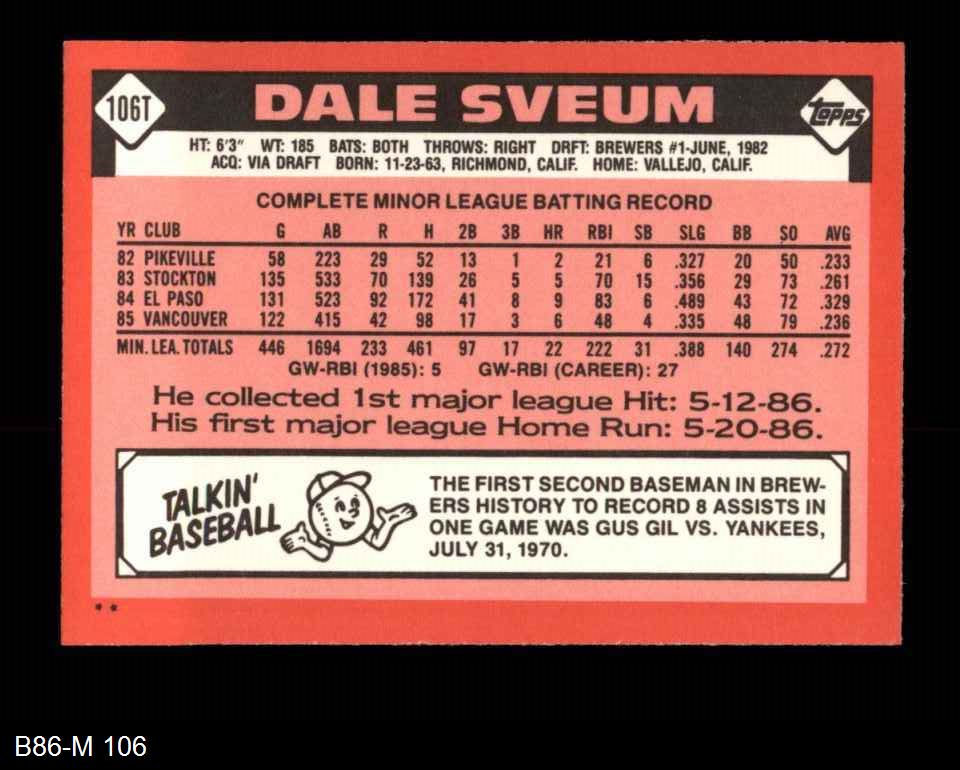 106T
DALE SVEUM
Topps
HT: 6'3" WT: 185 BATS: BOTH THROWS: RIGHT DRFT: BREWERS #1-JUNE, 1982
ACQ: VIA DRAFT BORN: 11-23-63, RICHMOND, CALIF. HOME: VALLEJO, CALIF.
COMPLETE MINOR LEAGUE BATTING RECORD
YR CLUB G AB R H 2B 3B HR RBI SB SLG BB SO AVG
82 PIKEVILLE 58 223 29 52 13 1 2 21 6 .327 20 50 .233
83 STOCKTON 135 533 70 139 26 5 5 70 15 .356 29 73 .261
84 EL PASO 131 523 92 172 41 8 9 83 6 .489 43 72 .329
85 VANCOUVER 122 415 42 98 17 3 6 48 4 .335 48 79 .236
MIN. LEA. TOTALS 446 1694 233 461 97 17 22 222 31 .388 140 274 .272
GW-RBI (1985): 5 GW-RBI (CAREER): 27
He collected 1st major league Hit: 5-12-86.
His first major league Home Run: 5-20-86.
TALKIN'
BASEBALL
THE FIRST SECOND BASEMAN IN BREW-
ERS HISTORY TO RECORD 8 ASSISTS IN
ONE GAME WAS GUS GIL VS. YANKEES,
JULY 31, 1970.
* *
B86-M 106